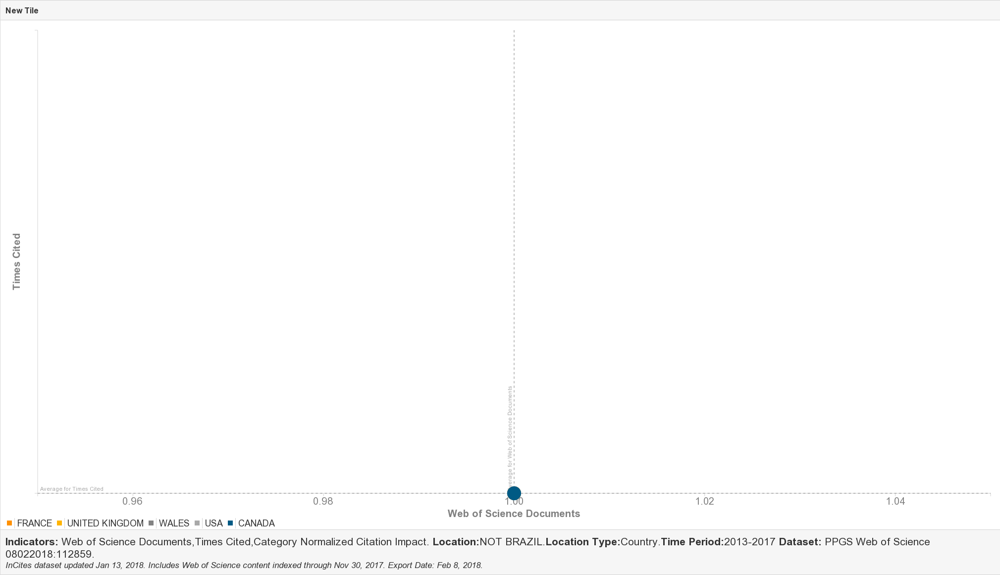 New Tile
Times Cited
Average for Web of Science Documents
Average for Times Cited
0.96
0.98
1.00
1.02
1.04
Web of Science Documents
FRANCE UNITED KINGDOM WALES USA CANADA
Indicators: Web of Science Documents,Times Cited,Category Normalized Citation Impact. Location:NOT BRAZIL.Location Type:Country.Time Period:2013-2017 Dataset: PPGS Web of Science
08022018:112859.
InCites dataset updated Jan 13, 2018. Includes Web of Science content indexed through Nov 30, 2017. Export Date: Feb 8, 2018.